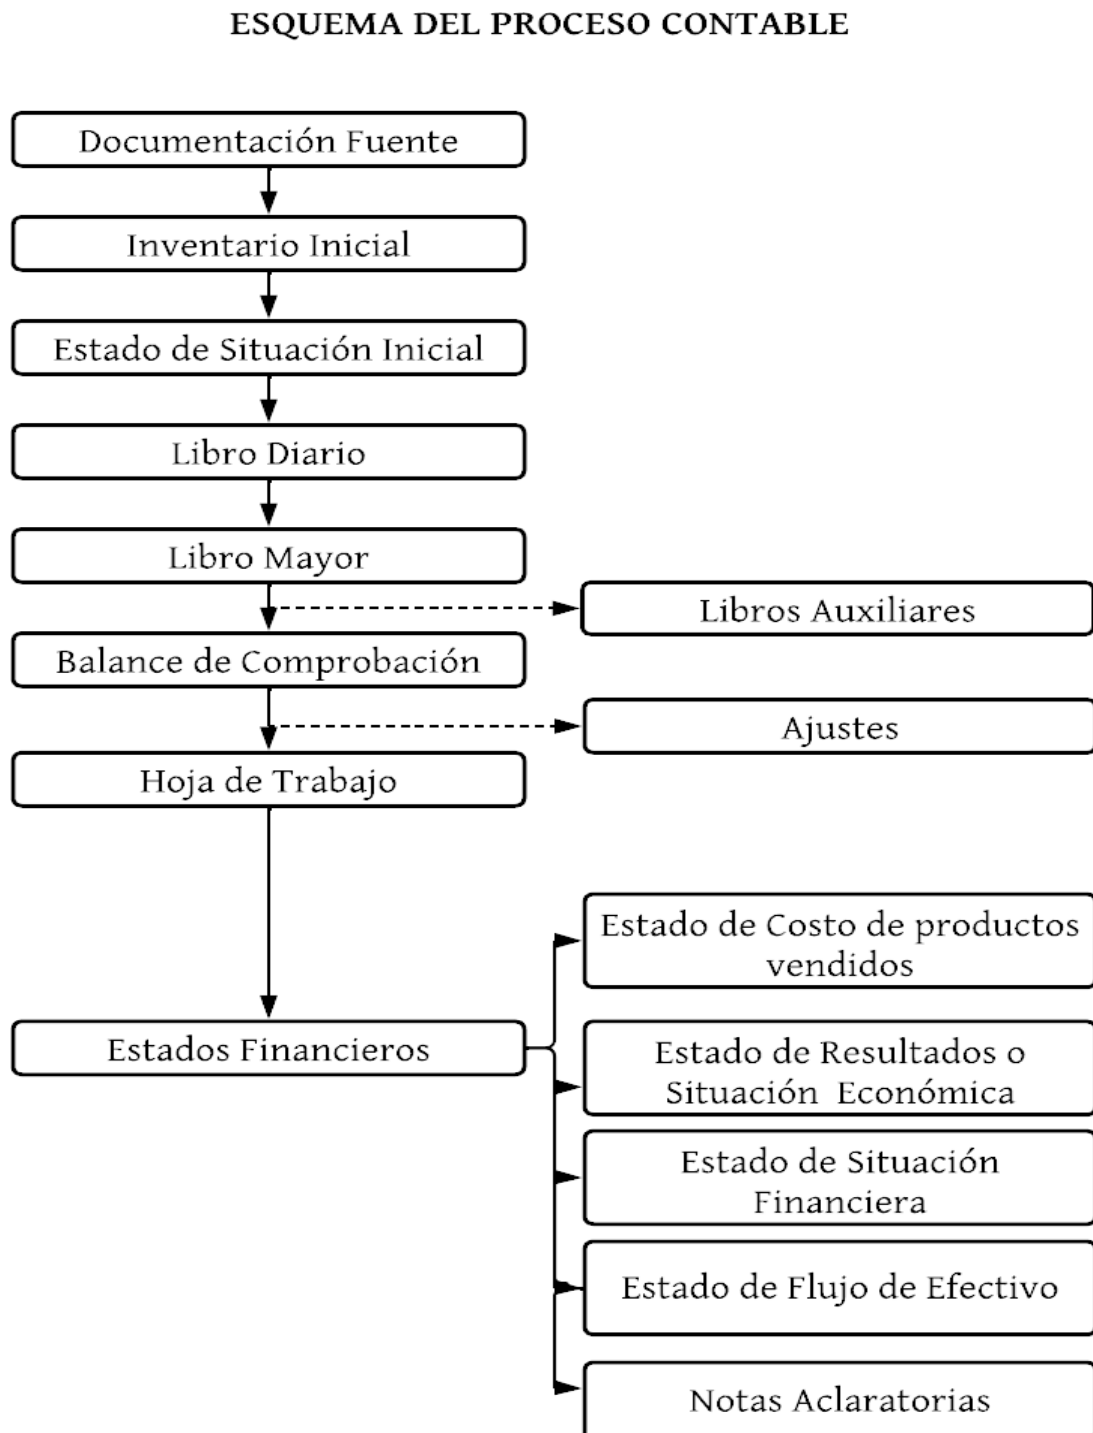 ESQUEMA DEL PROCESO CONTABLE
Documentación Fuente
Inventario Inicial
Estado de Situación Inicial
Libro Diario
Libro Mayor
Libros Auxiliares
Balance de Comprobación
Ajustes
Hoja de Trabajo
Estado de Costo de productos
vendidos
Estados Financieros
Estado de Resultados o
Situación Económica
Estado de Situación
Financiera
Estado de Flujo de Efectivo
Notas Aclaratorias